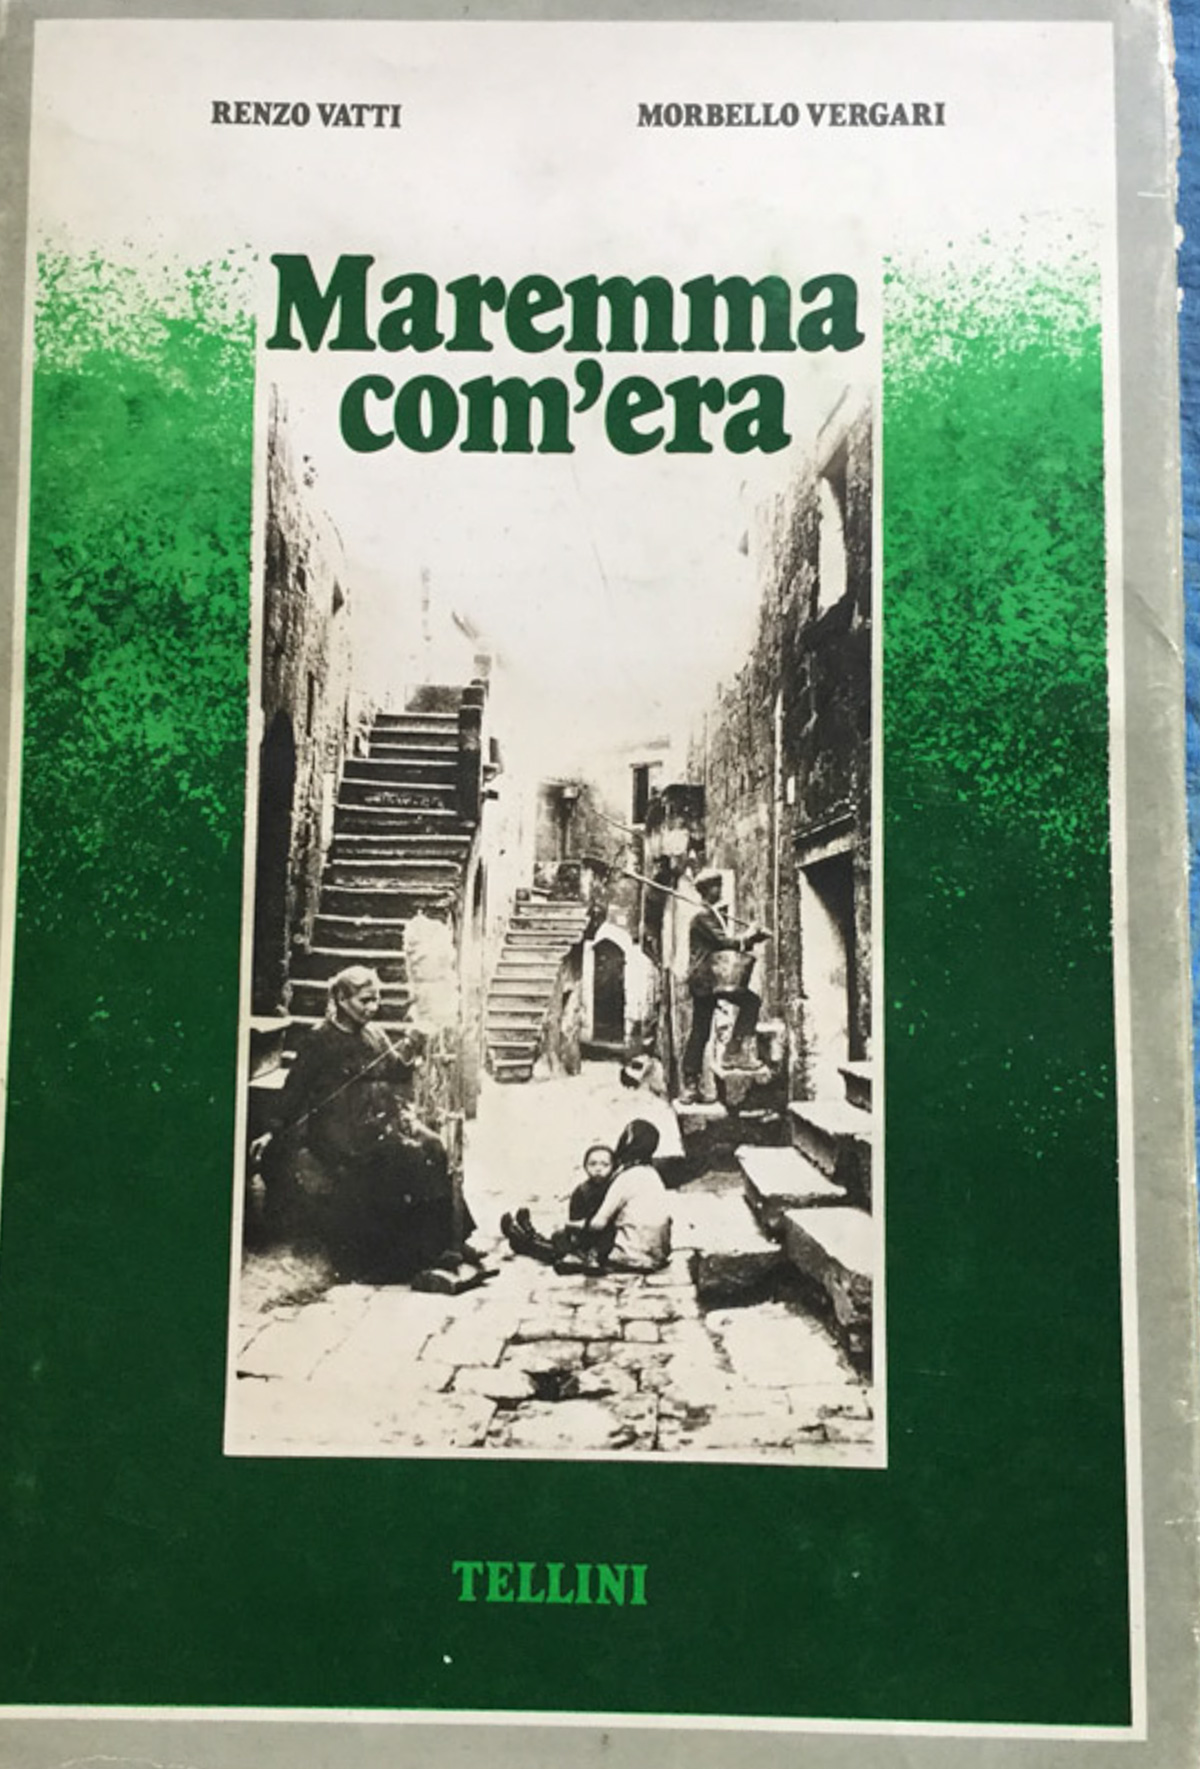 RENZO VATTI MORBELLO VERGARI
Maremma
com'era
TELLINI